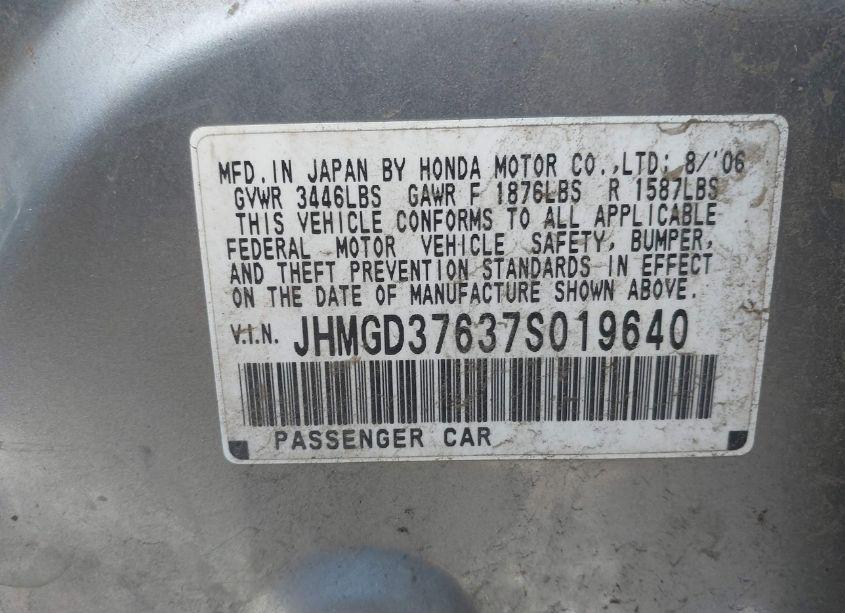 MFD. IN JAPAN BY HONDA MOTOR CO., LTD; 8/'06
GVWR 3446LBS GAWR F 1876LBS R 1587LBS
THIS VEHICLE CONFORMS TO ALL APPLICABLE
FEDERAL MOTOR VEHICLE SAFETY, BUMPER,
AND THEFT PREVENTION STANDARDS IN EFFECT
ON THE DATE OF MANUFACTURE SHOWN ABOVE.
V.I.N. JHMGD37637S019640
PASSENGER CAR